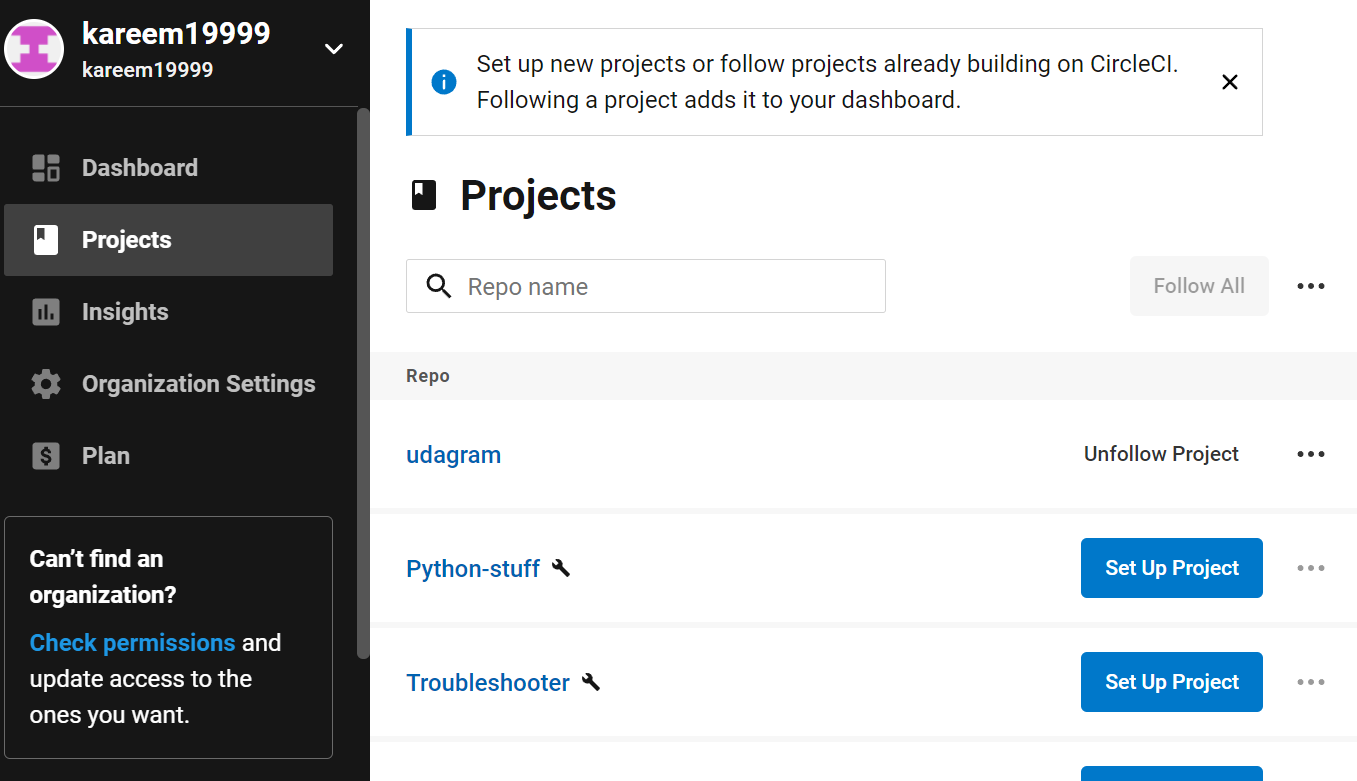 kareem19999
kareem19999
Dashboard
Projects
Insights
Organization Settings
Plan
Can’t find an
organization?
Check permissions and
update access to the
ones you want.
Set up new projects or follow projects already building on CircleCI.
Following a project adds it to your dashboard.
Projects
Repo name
Follow All
Repo
udagram
Unfollow Project
Python-stuff
Set Up Project
Troubleshooter
Set Up Project